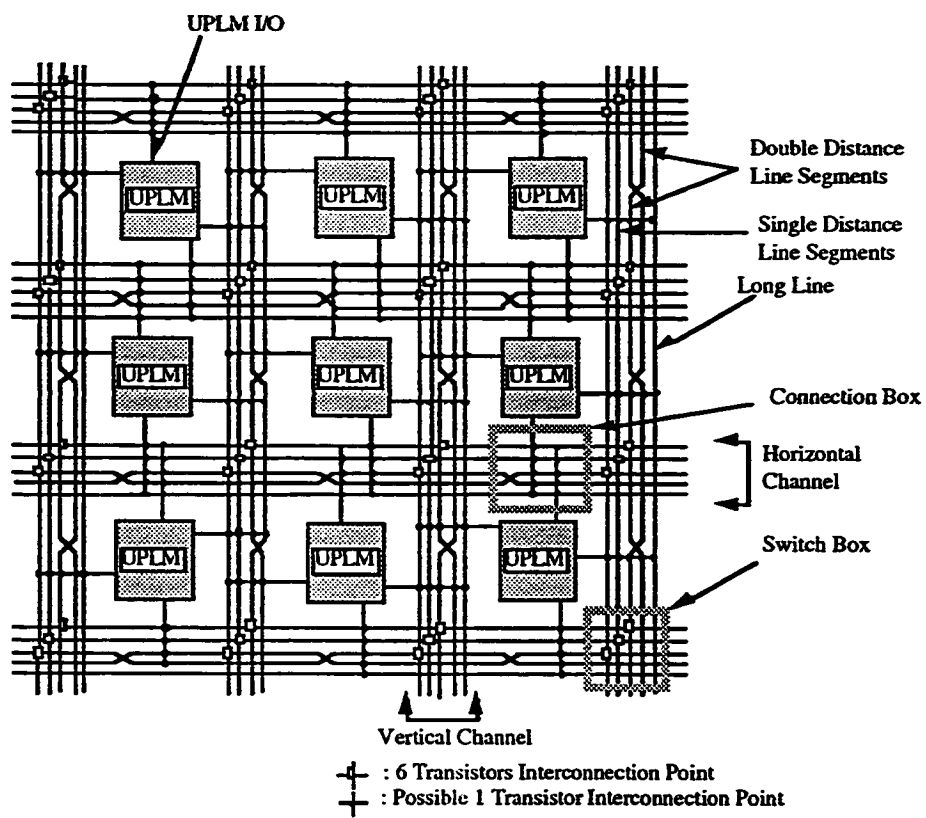 UPLM I/O
UPLM
UPLM
UPLM
Double Distance
Line Segments
Single Distance
Line Segments
Long Line
UPLM
UPLM
UPLM
Connection Box
Horizontal
Channel
UPLM
UPLM
UPLM
Switch Box
Vertical Channel
: 6 Transistors Interconnection Point
: Possible 1 Transistor Interconnection Point